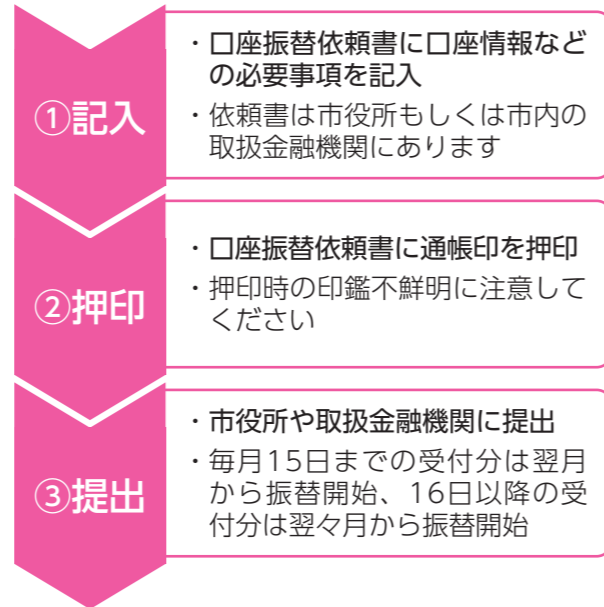 ①記入
・口座振替依頼書に口座情報など
の必要事項を記入
・依頼書は市役所もしくは市内の
取扱金融機関にあります
②押印
・口座振替依頼書に通帳印を押印
・押印時の印鑑不鮮明に注意して
ください
③提出
・市役所や取扱金融機関に提出
・毎月15日までの受付分は翌月
から振替開始、16日以降の受
付分は翌々月から振替開始